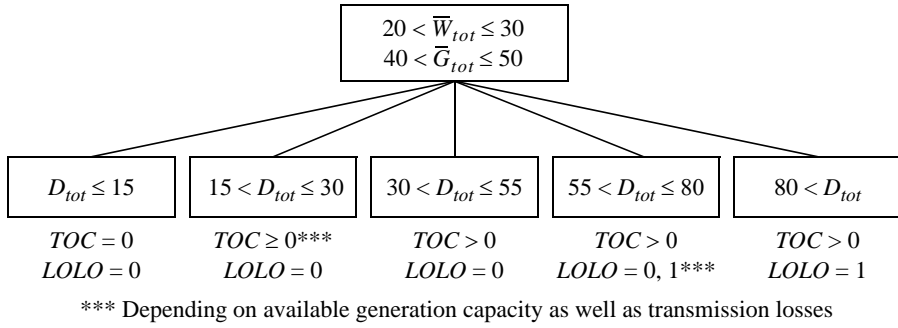 20 < W̅tot ≤ 30
40 < G̅tot ≤ 50
Dtot ≤ 15
15 < Dtot ≤ 30
30 < Dtot ≤ 55
55 < Dtot ≤ 80
80 < Dtot
TOC = 0
TOC ≥ 0***
TOC > 0
TOC > 0
TOC > 0
LOLO = 0
LOLO = 0
LOLO = 0
LOLO = 0, 1***
LOLO = 1
*** Depending on available generation capacity as well as transmission losses